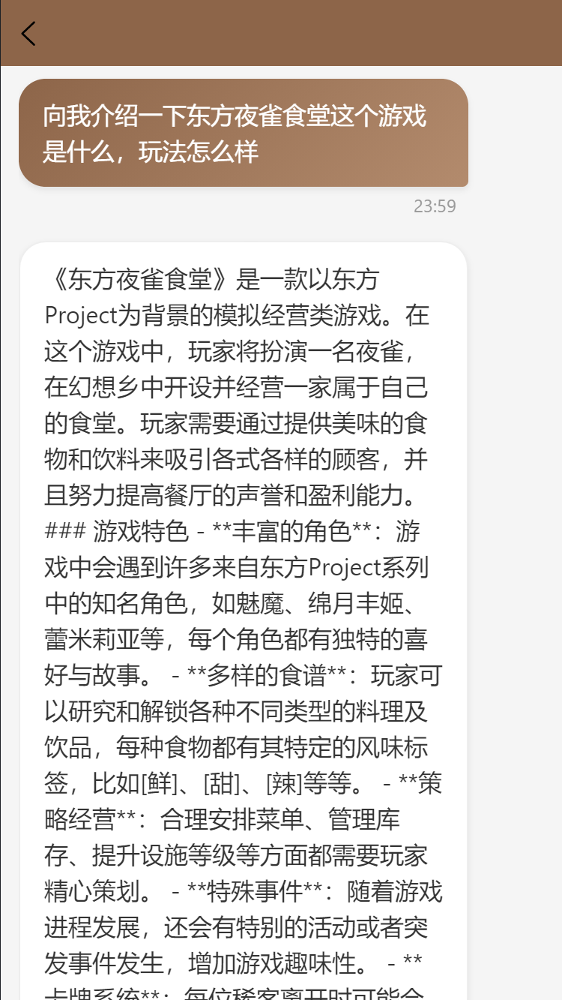 向我介绍一下东方夜雀食堂这个游戏
是什么，玩法怎么样
23:59
《东方夜雀食堂》是一款以东方
Project为背景的模拟经营类游戏。在
这个游戏中，玩家将扮演一名夜雀，
在幻想乡中开设并经营一家属于自己
的食堂。玩家需要通过提供美味的食
物和饮料来吸引各式各样的顾客，并
且努力提高餐厅的声誉和盈利能力。
### 游戏特色 - **丰富的角色**：游
戏中会遇到许多来自东方Project系列
中的知名角色，如魅魔、绵月丰姬、
蕾米莉亚等，每个角色都有独特的喜
好与故事。 - **多样的食谱**：玩家可
以研究和解锁各种不同类型的料理及
饮品，每种食物都有其特定的风味标
签，比如[鲜]、[甜]、[辣]等等。 - **策
略经营**：合理安排菜单、管理库
存、提升设施等级等方面都需要玩家
精心策划。 - **特殊事件**：随着游戏
进程发展，还会有特别的活动或者突
发事件发生，增加游戏趣味性。 - **
卡牌系统**：每位稀客离开时可能会